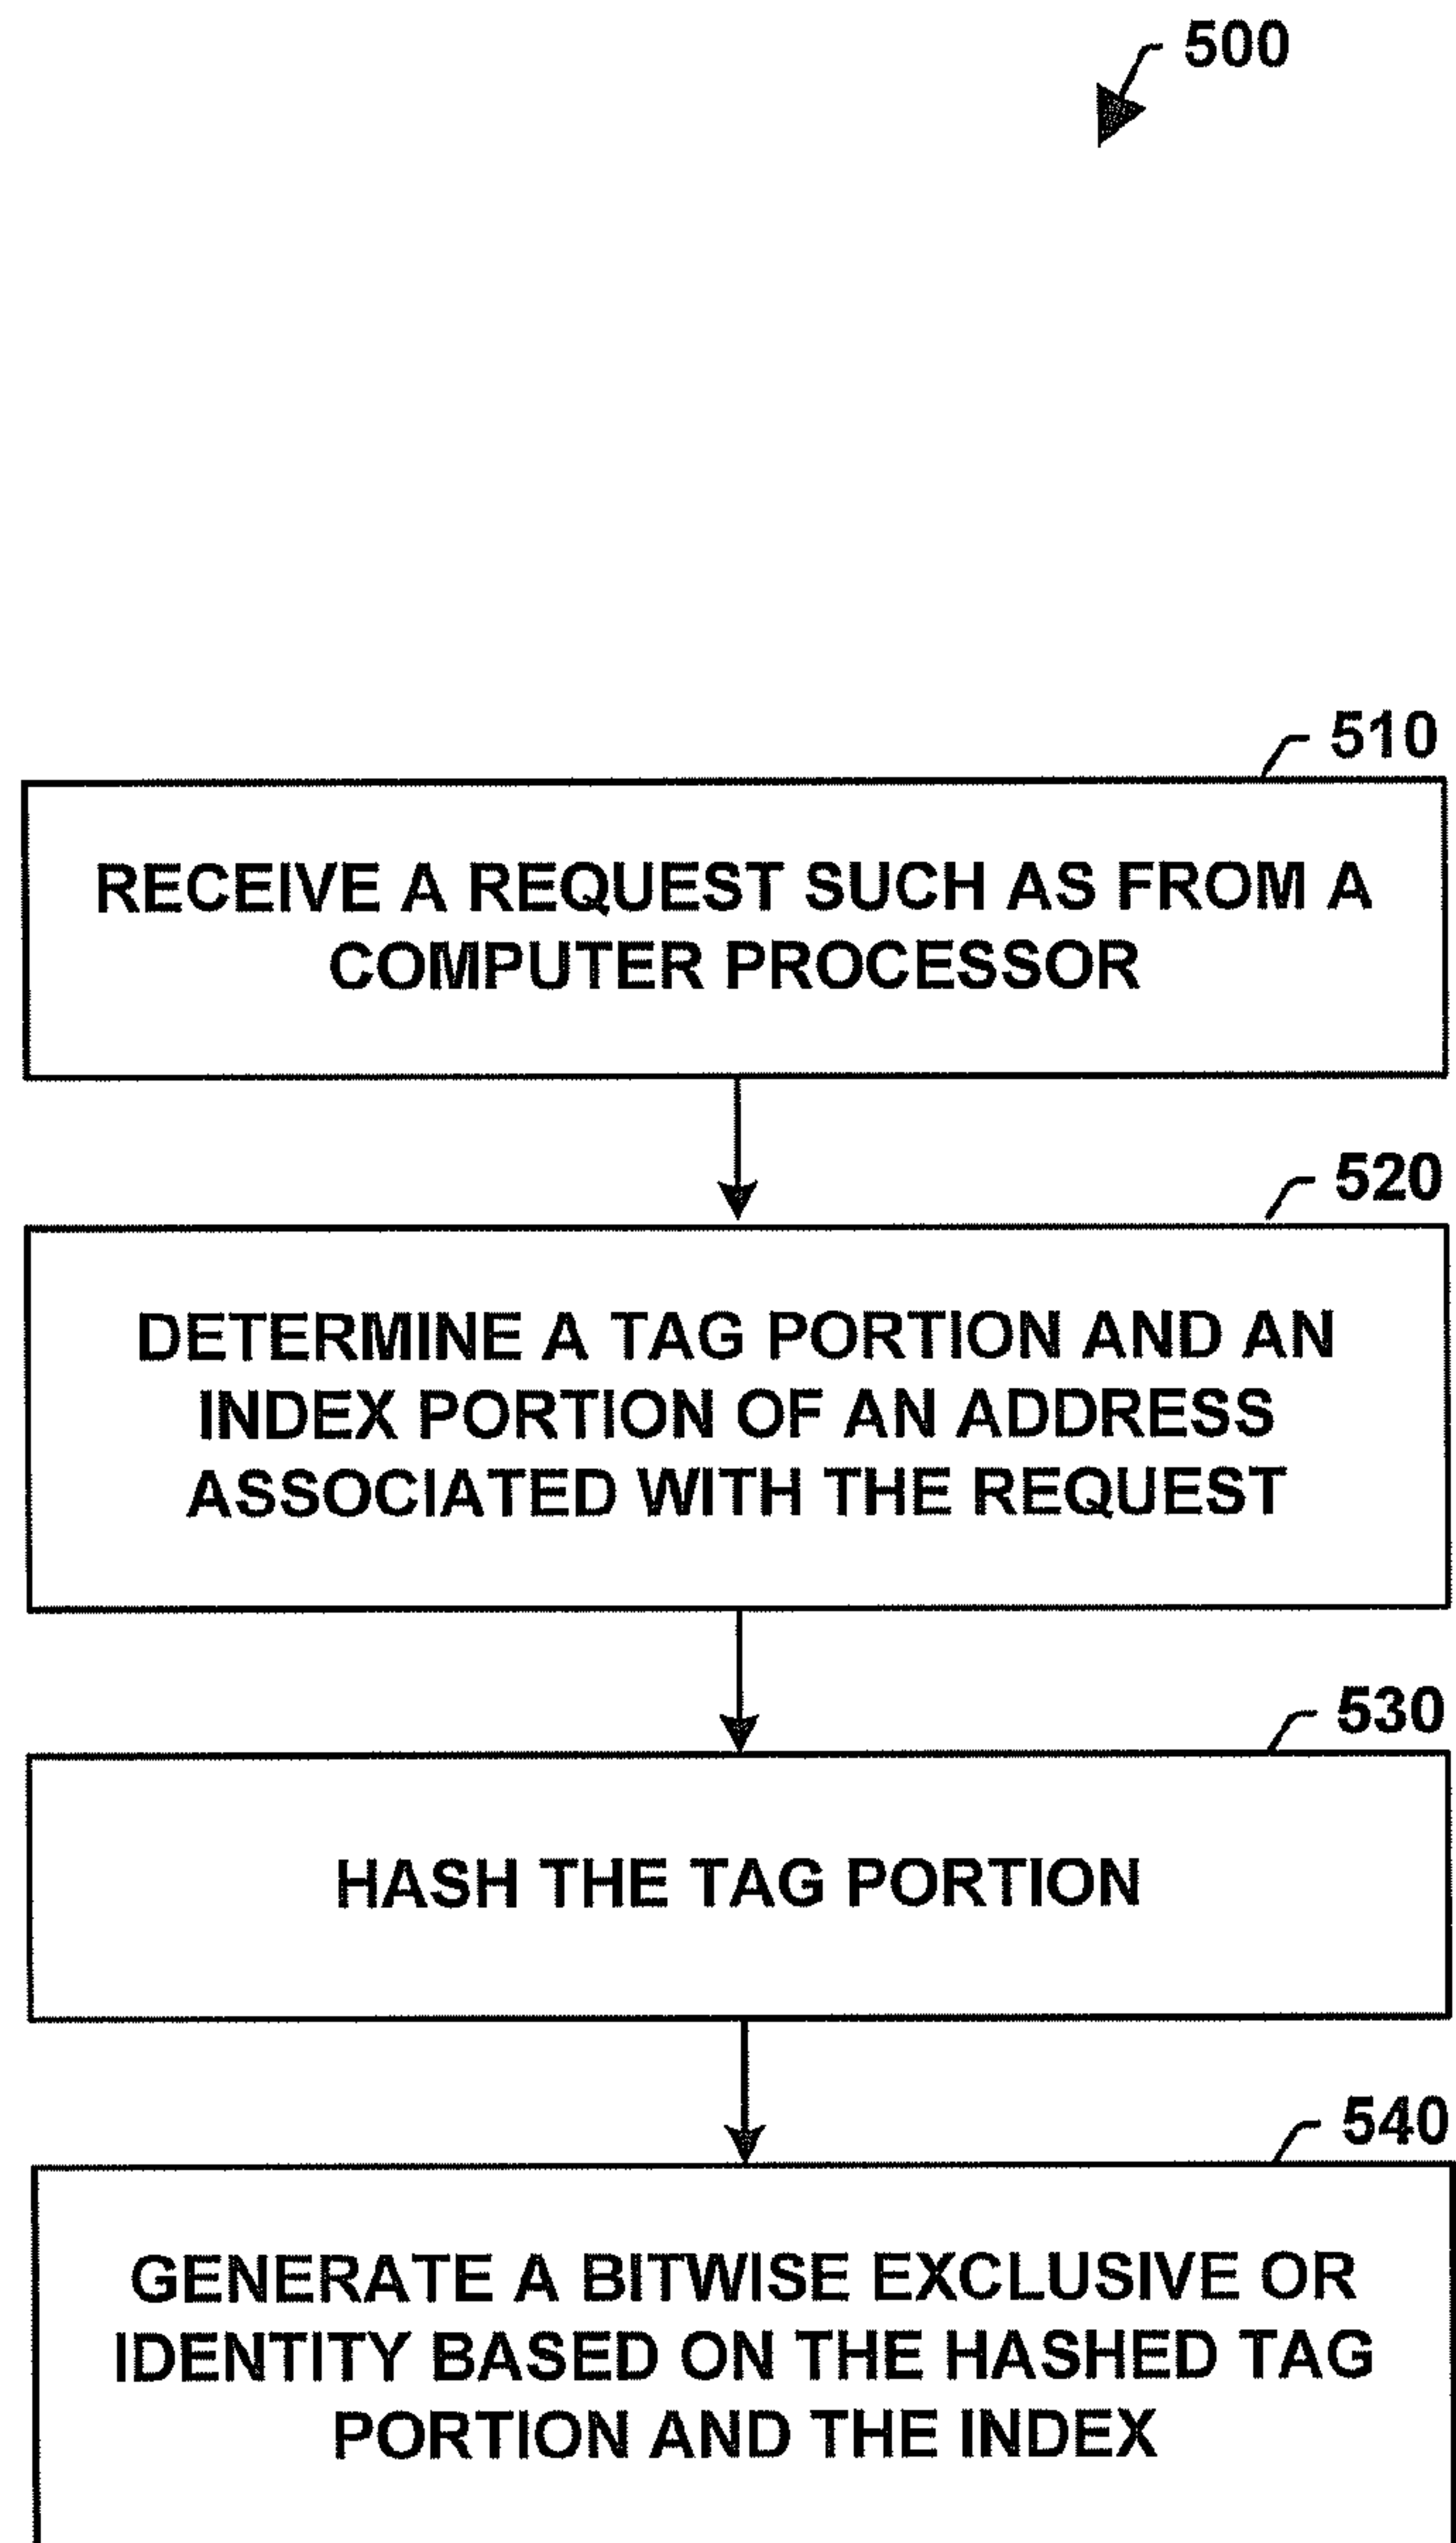 500
510
RECEIVE A REQUEST SUCH AS FROM A
COMPUTER PROCESSOR
520
DETERMINE A TAG PORTION AND AN
INDEX PORTION OF AN ADDRESS
ASSOCIATED WITH THE REQUEST
530
HASH THE TAG PORTION
540
GENERATE A BITWISE EXCLUSIVE OR
IDENTITY BASED ON THE HASHED TAG
PORTION AND THE INDEX